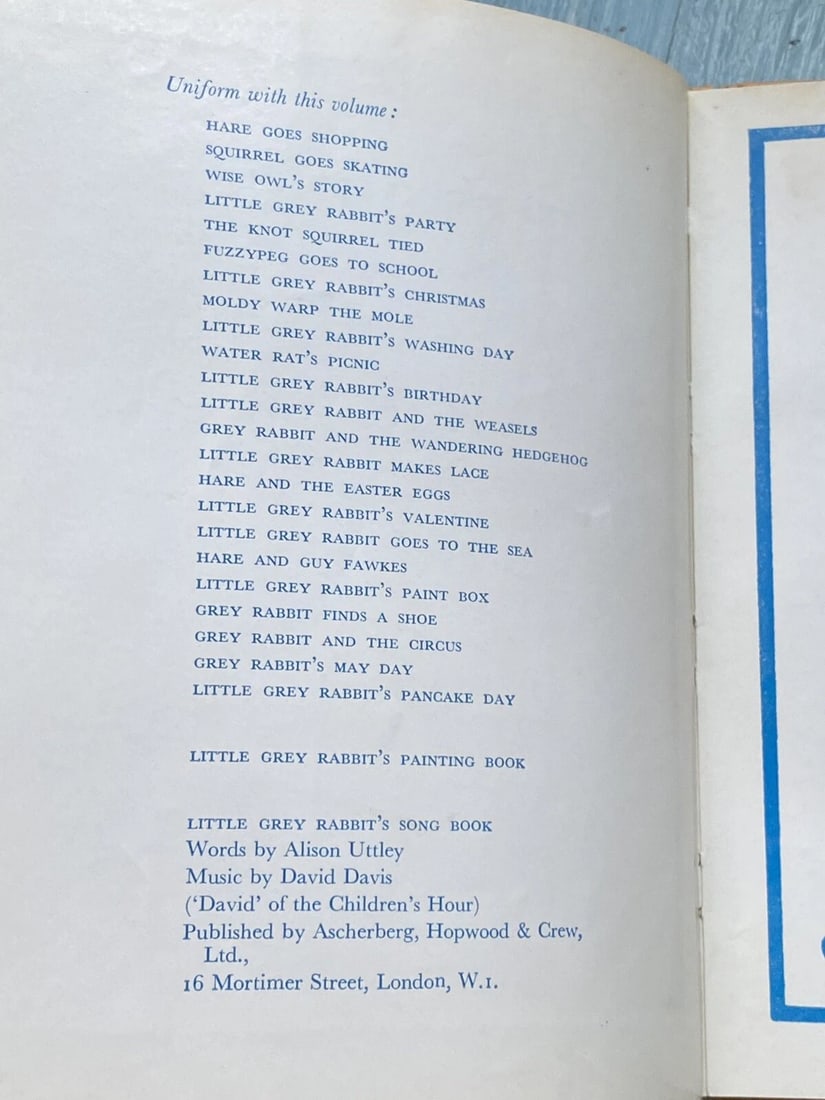 Uniform with this volume:
HARE GOES SHOPPING
SQUIRREL GOES SKATING
WISE OWL'S STORY
LITTLE GREY RABBIT'S PARTY
THE KNOT SQUIRREL TIED
FUZZYPEG GOES TO SCHOOL
LITTLE GREY RABBIT'S CHRISTMAS
MOLDY WARP THE MOLE
LITTLE GREY RABBIT'S WASHING DAY
WATER RAT'S PICNIC
LITTLE GREY RABBIT'S BIRTHDAY
LITTLE GREY RABBIT AND THE WEASELS
GREY RABBIT AND THE WANDERING HEDGEHOG
LITTLE GREY RABBIT MAKES LACE
HARE AND THE EASTER EGGS
LITTLE GREY RABBIT'S VALENTINE
LITTLE GREY RABBIT GOES TO THE SEA
HARE AND GUY FAWKES
LITTLE GREY RABBIT'S PAINT BOX
GREY RABBIT FINDS A SHOE
GREY RABBIT AND THE CIRCUS
GREY RABBIT'S MAY DAY
LITTLE GREY RABBIT'S PANCAKE DAY
LITTLE GREY RABBIT'S PAINTING BOOK
LITTLE GREY RABBIT'S SONG BOOK
Words by Alison Uttley
Music by David Davis
('David' of the Children's Hour)
Published by Ascherberg, Hopwood & Crew,
Ltd.,
16 Mortimer Street, London, W.1.